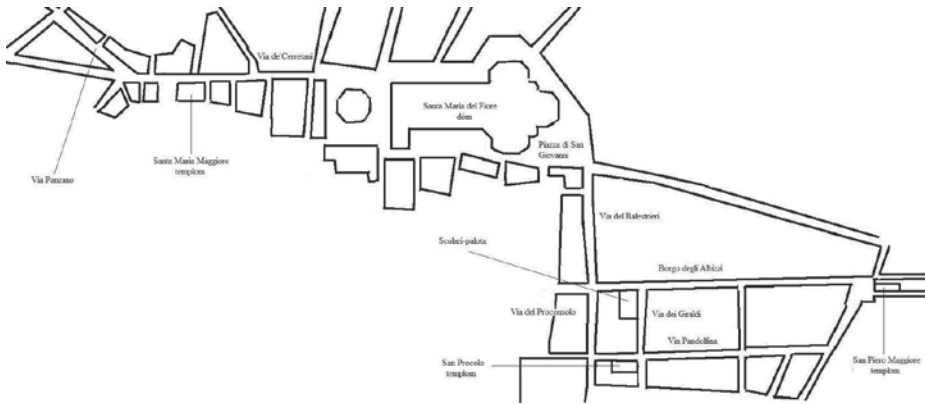 Via de'Cerretani
Santa Maria del Fiore
dóm
Piazza di San
Giovanni
Santa Maria Maggiore
templom
Via Panzano
Via del Balestrieri
Scolari-palota
Borgo degli Albizi
Via del Proconsolo
Via dei Giraldi
Via Pandolfina
San Procolo
templom
San Piero Maggiore
templom